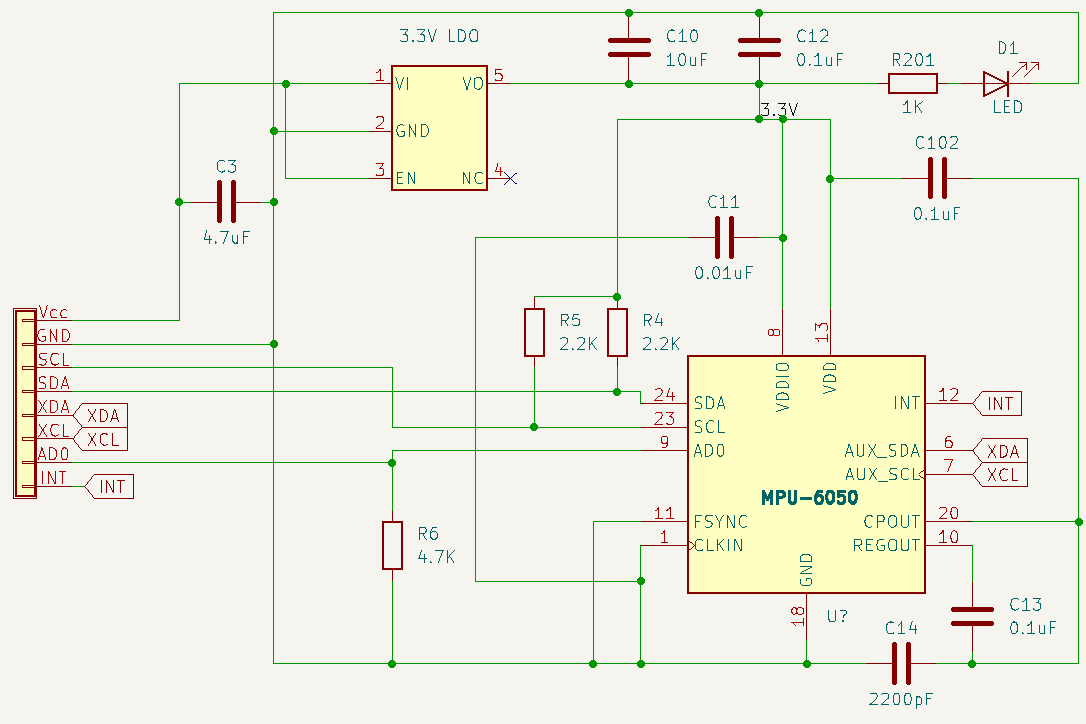 3.3V LDO
C10
10uF
C12
0.1uF
D1
LED
R201
1K
1
VI
VO
5
2
GND
3
EN
NC
4
3.3V
C3
4.7uF
C102
0.1uF
C11
0.01uF
Vcc
GND
SCL
SDA
XDA
XDA
XCL
XCL
AD0
INT
INT
R5
2.2K
R4
2.2K
8
VDDIO
13
VDD
24
SDA
23
SCL
9
AD0
INT
12
INT
AUX_SDA
6
XDA
AUX_SCL
7
XCL
MPU-6050
11
FSYNC
1
CLKIN
CPOUT
20
REGOUT
10
GND
18
U?
R6
4.7K
C13
0.1uF
C14
2200pF